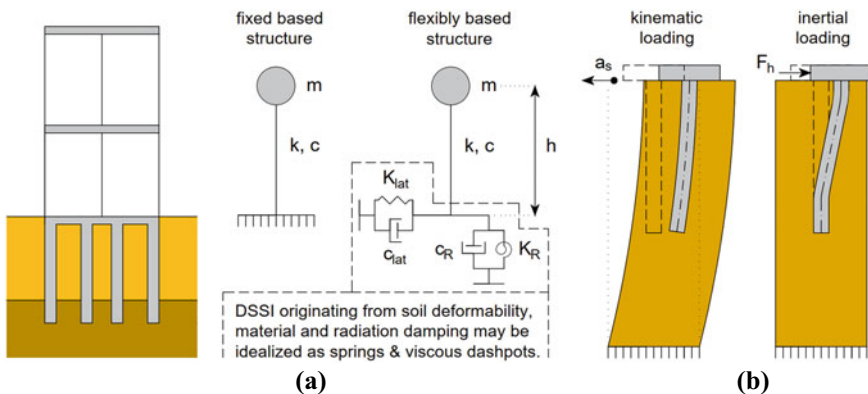 fixed based
structure
flexibly based
structure
m
m
k, c
k, c
h
Klat
clat
cR
KR
DSSI originating from soil deformability,
material and radiation damping may be
idealized as springs & viscous dashpots.
(a)
kinematic
loading
inertial
loading
as
Fh
(b)